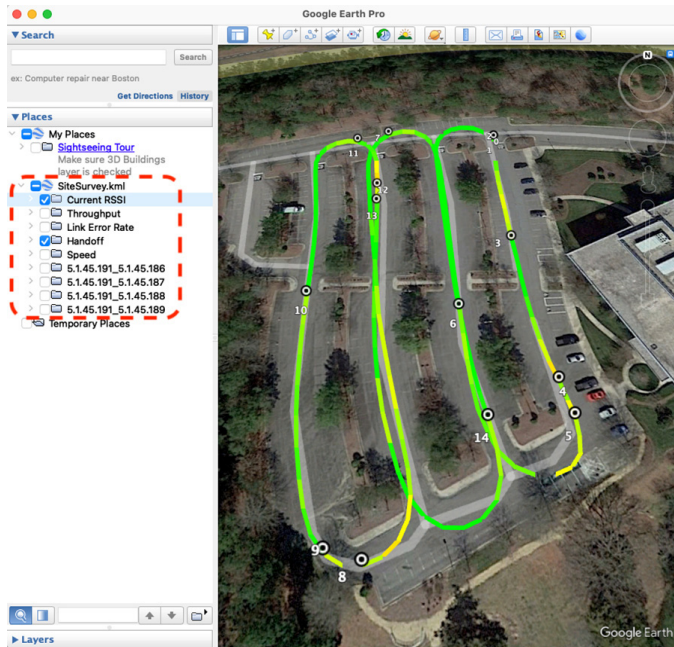 Google Earth Pro
▼ Search
Search
ex: Computer repair near Boston
Get Directions History
▼ Places
My Places
Sightseeing Tour
Make sure 3D Buildings
layer is checked
SiteSurvey.kml
Current RSSI
Throughput
Link Error Rate
Handoff
Speed
5.1.45.191_5.1.45.186
5.1.45.191_5.1.45.187
5.1.45.191_5.1.45.188
5.1.45.191_5.1.45.189
Temporary Places
▶ Layers
N
7
11
12
13
3
10
6
4
14
5
9
8
Google Earth